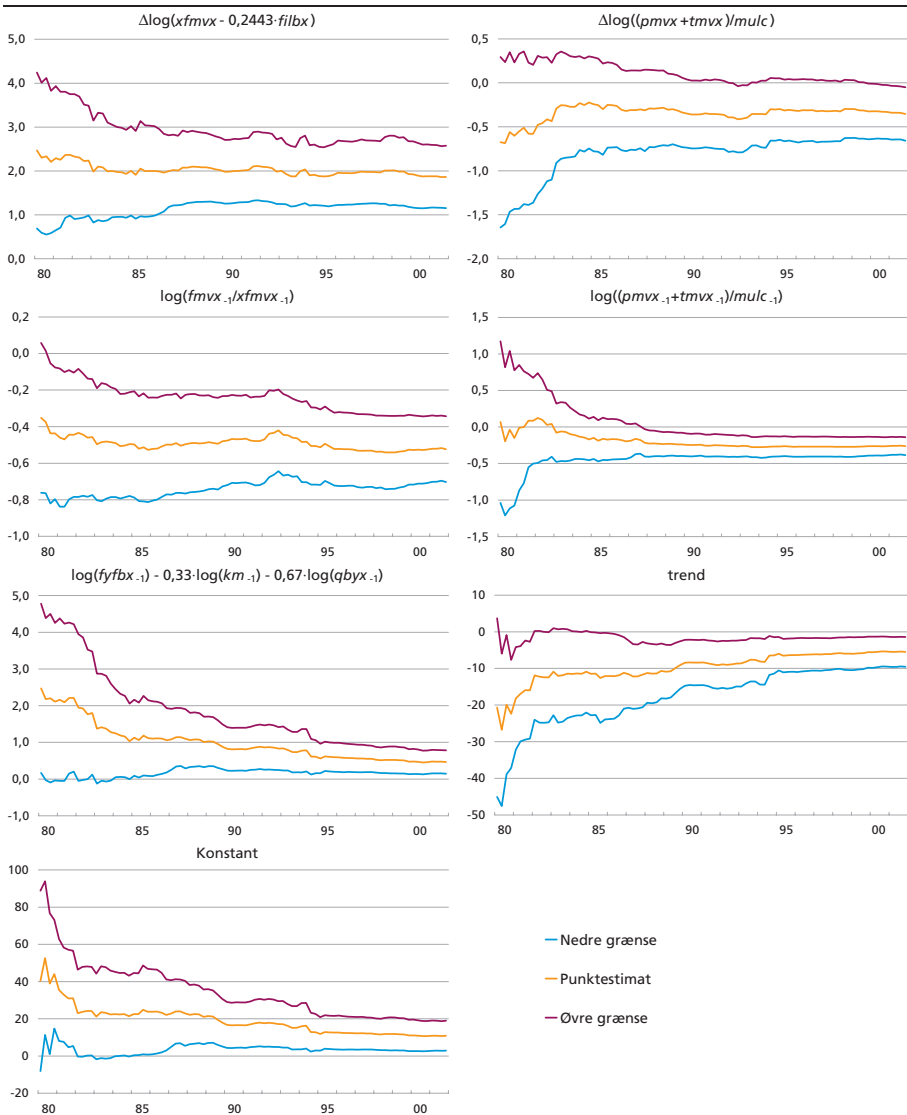 Δlog(xfmvx - 0,2443·filbx)
5,0
4,0
3,0
2,0
1,0
0,0
80 85 90 95 00
Δlog((pmvx+tmvx)/mulc)
0,5
0,0
-0,5
-1,0
-1,5
-2,0
80 85 90 95 00
log(fmvx₋₁/xfmvx₋₁)
0,2
0,0
-0,2
-0,4
-0,6
-0,8
-1,0
80 85 90 95 00
log((pmvx₋₁+tmvx₋₁)/mulc₋₁)
1,5
1,0
0,5
0,0
-0,5
-1,0
-1,5
80 85 90 95 00
log(fyfbx₋₁) - 0,33·log(km₋₁) - 0,67·log(qbyx₋₁)
5,0
4,0
3,0
2,0
1,0
0,0
-1,0
80 85 90 95 00
trend
10
0
-10
-20
-30
-40
-50
80 85 90 95 00
Konstant
100
80
60
40
20
0
-20
80 85 90 95 00
Nedre grænse
Punktestimat
Øvre grænse